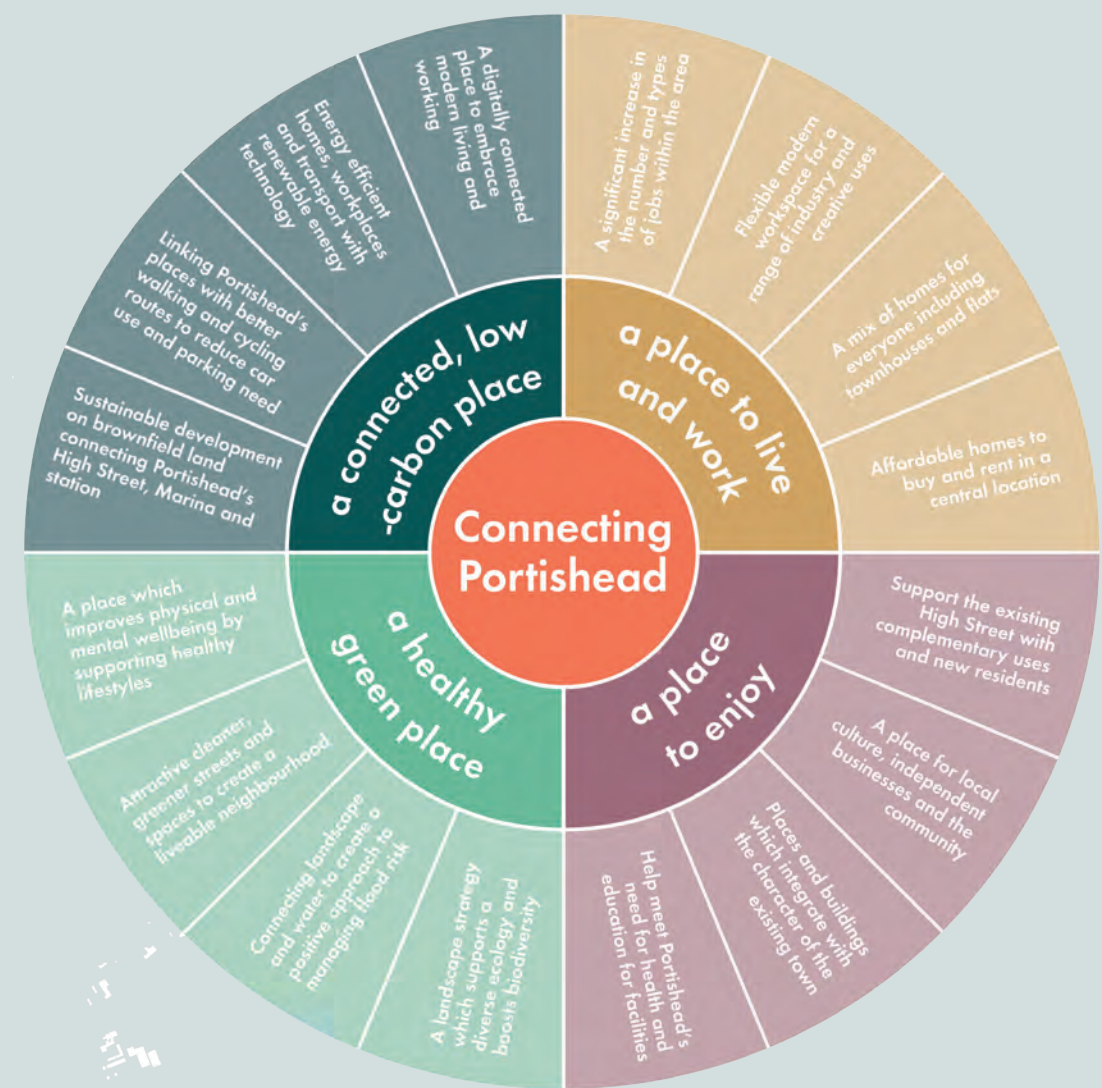 Connecting
Portishead
a place to live
and work
A significant increase in
the number and types
of jobs within the area
Flexible modern
workspace for a
range of industry and
creative uses
A mix of homes for
everyone including
townhouses and flats
Affordable homes to
buy and rent in a
central location
a place
to enjoy
Support the existing
High Street with
complementary uses
and new residents
A place for local
culture, independent
businesses and the
community
Places and buildings
which integrate with
the character of the
existing town
Help meet Portishead's
need for health and
education for facilities
a healthy
green place
A landscape strategy
which supports a
diverse ecology and
boosts biodiversity
Connecting landscape
and water to create a
positive approach to
managing flood risk
Attractive cleaner,
greener streets and
spaces to create a
liveable neighbourhood
A place which
improves physical and
mental wellbeing by
supporting healthy
lifestyles
a connected, low
-carbon place
Sustainable development
on brownfield land
connecting Portishead's
High Street, Marina and
station
Linking Portishead's
places with better
walking and cycling
routes to reduce car
use and parking need
Energy efficient
homes, workplaces
and transport with
renewable energy
technology
A digitally connected
place to embrace
modern living and
working